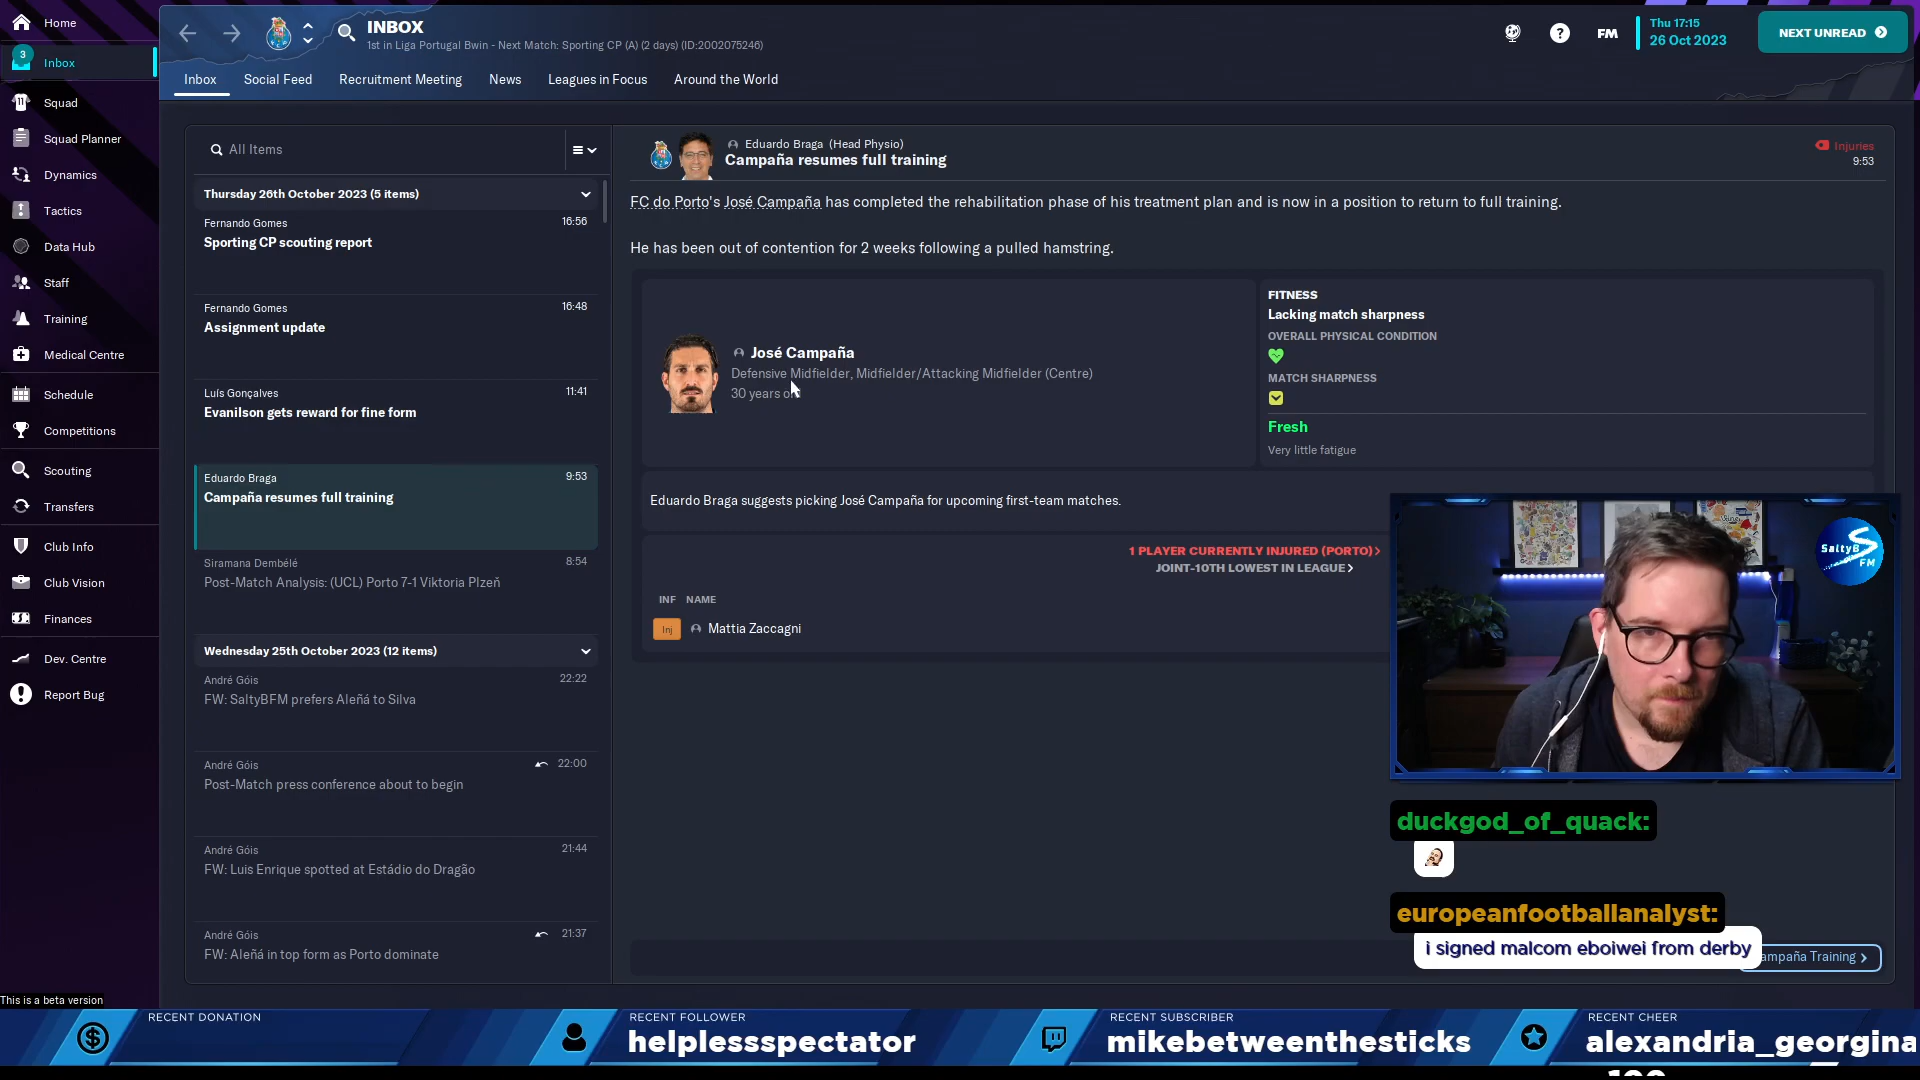 Home
3
Inbox
Squad
Squad Planner
Dynamics
Tactics
Data Hub
Staff
Training
Medical Centre
Schedule
Competitions
Scouting
Transfers
Club Info
Club Vision
Finances
Dev. Centre
Report Bug
This is a beta version
INBOX
1st in Liga Portugal Bwin - Next Match: Sporting CP (A) (2 days) (ID:2002075246)
FM
Thu 17:15
26 Oct 2023
NEXT UNREAD
Inbox
Social Feed
Recruitment Meeting
News
Leagues in Focus
Around the World
All Items
Thursday 26th October 2023 (5 items)
Fernando Gomes 16:56
Sporting CP scouting report
Fernando Gomes 16:48
Assignment update
Luís Gonçalves 11:41
Evanilson gets reward for fine form
Eduardo Braga 9:53
Campaña resumes full training
Siramana Dembélé 8:54
Post-Match Analysis: (UCL) Porto 7-1 Viktoria Plzeň
Wednesday 25th October 2023 (12 items)
André Góis 22:22
FW: SaltyBFM prefers Aleñá to Silva
André Góis 22:00
Post-Match press conference about to begin
André Góis 21:44
FW: Luis Enrique spotted at Estádio do Dragão
André Góis 21:37
FW: Aleñá in top form as Porto dominate
Eduardo Braga (Head Physio)
Campaña resumes full training
Injuries
9:53
FC do Porto's José Campaña has completed the rehabilitation phase of his treatment plan and is now in a position to return to full training.
He has been out of contention for 2 weeks following a pulled hamstring.
José Campaña
Defensive Midfielder, Midfielder/Attacking Midfielder (Centre)
30 years old
FITNESS
Lacking match sharpness
OVERALL PHYSICAL CONDITION
MATCH SHARPNESS
Fresh
Very little fatigue
Eduardo Braga suggests picking José Campaña for upcoming first-team matches.
1 PLAYER CURRENTLY INJURED (PORTO)
JOINT-10TH LOWEST IN LEAGUE
INF NAME
Inj Mattia Zaccagni
SaltyB
FM
duckgod_of_quack:
europeanfootballanalyst:
i signed malcom eboiwei from derby
ampaña Training
RECENT DONATION
RECENT FOLLOWER
helplessspectator
RECENT SUBSCRIBER
mikebetweenthesticks
RECENT CHEER
alexandria_georgina